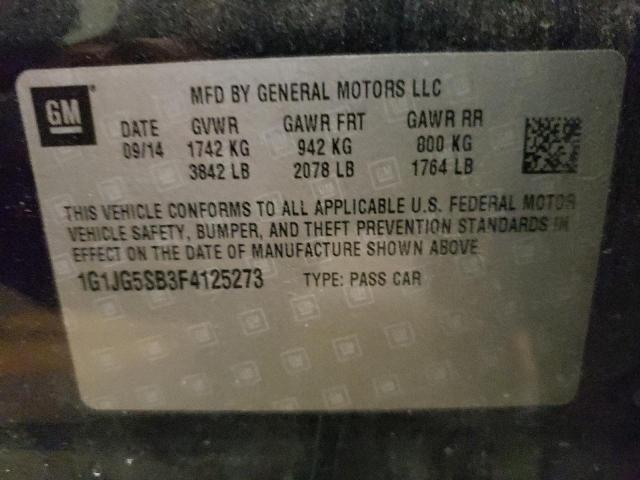 GM®
MFD BY GENERAL MOTORS LLC
DATE GVWR GAWR FRT GAWR RR
09/14 1742 KG 942 KG 800 KG
3842 LB 2078 LB 1764 LB
THIS VEHICLE CONFORMS TO ALL APPLICABLE U.S. FEDERAL MOTOR
VEHICLE SAFETY, BUMPER, AND THEFT PREVENTION STANDARDS IN
EFFECT ON THE DATE OF MANUFACTURE SHOWN ABOVE
1G1JG5SB3F4125273 TYPE: PASS CAR